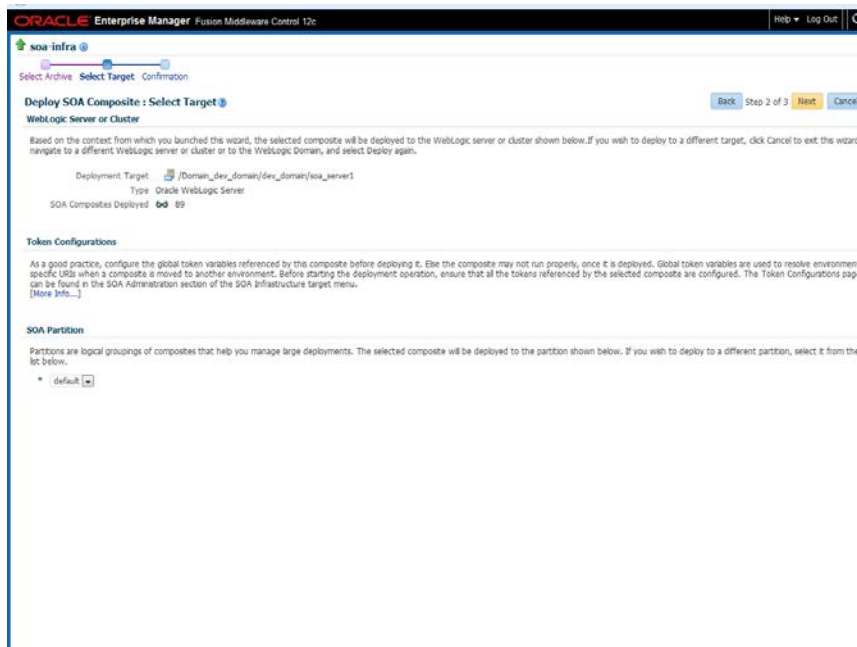 ORACLE Enterprise Manager Fusion Middleware Control 12c
Help Log Out
soa-infra
Select Archive Select Target Confirmation
Deploy SOA Composite : Select Target
Back Step 2 of 3 Next Cancel
WebLogic Server or Cluster
Based on the context from which you launched this wizard, the selected composite will be deployed to the WebLogic server or cluster shown below.If you wish to deploy to a different target, click Cancel to exit this wizard,
navigate to a different WebLogic server or cluster or to the WebLogic Domain, and select Deploy again.
Deployment Target /Domain_dev_domain/dev_domain/soa_server1
Type Oracle WebLogic Server
SOA Composites Deployed 89
Token Configurations
As a good practice, configure the global token variables referenced by this composite before deploying it. Else the composite may not run properly, once it is deployed. Global token variables are used to resolve environment
specific URIs when a composite is moved to another environment. Before starting the deployment operation, ensure that all the tokens referenced by the selected composite are configured. The Token Configurations page
can be found in the SOA Administration section of the SOA Infrastructure target menu.
[More Info...]
SOA Partition
Partitions are logical groupings of composites that help you manage large deployments. The selected composite will be deployed to the partition shown below. If you wish to deploy to a different partition, select it from the
list below.
* default